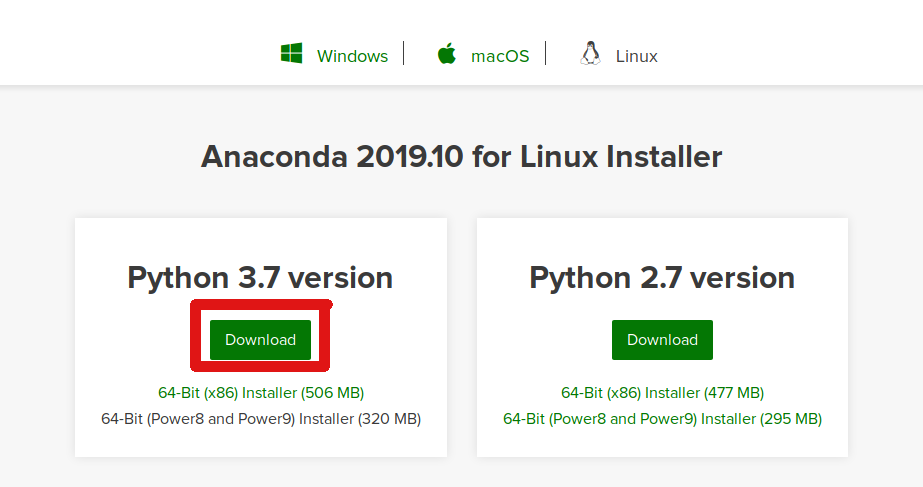 Windows
macOS
Linux
Anaconda 2019.10 for Linux Installer
Python 3.7 version
Download
64-Bit (x86) Installer (506 MB)
64-Bit (Power8 and Power9) Installer (320 MB)
Python 2.7 version
Download
64-Bit (x86) Installer (477 MB)
64-Bit (Power8 and Power9) Installer (295 MB)